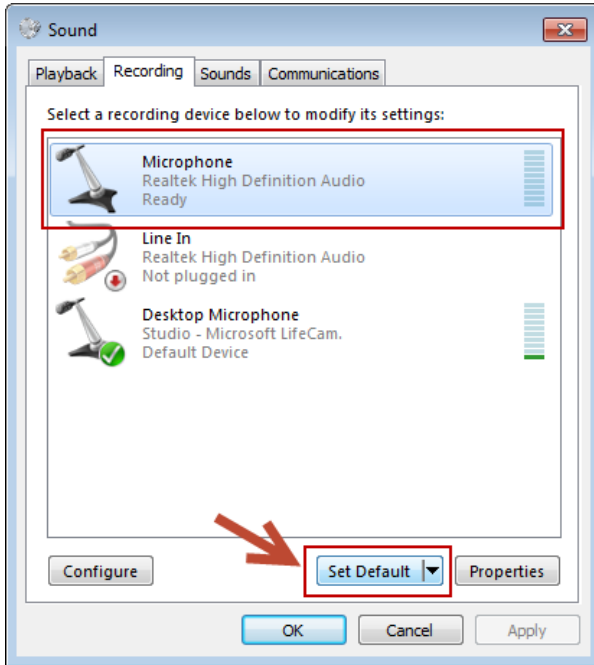 Sound
Playback Recording Sounds Communications
Select a recording device below to modify its settings:
Microphone
Realtek High Definition Audio
Ready
Line In
Realtek High Definition Audio
Not plugged in
Desktop Microphone
Studio - Microsoft LifeCam.
Default Device
Configure Set Default Properties
OK Cancel Apply